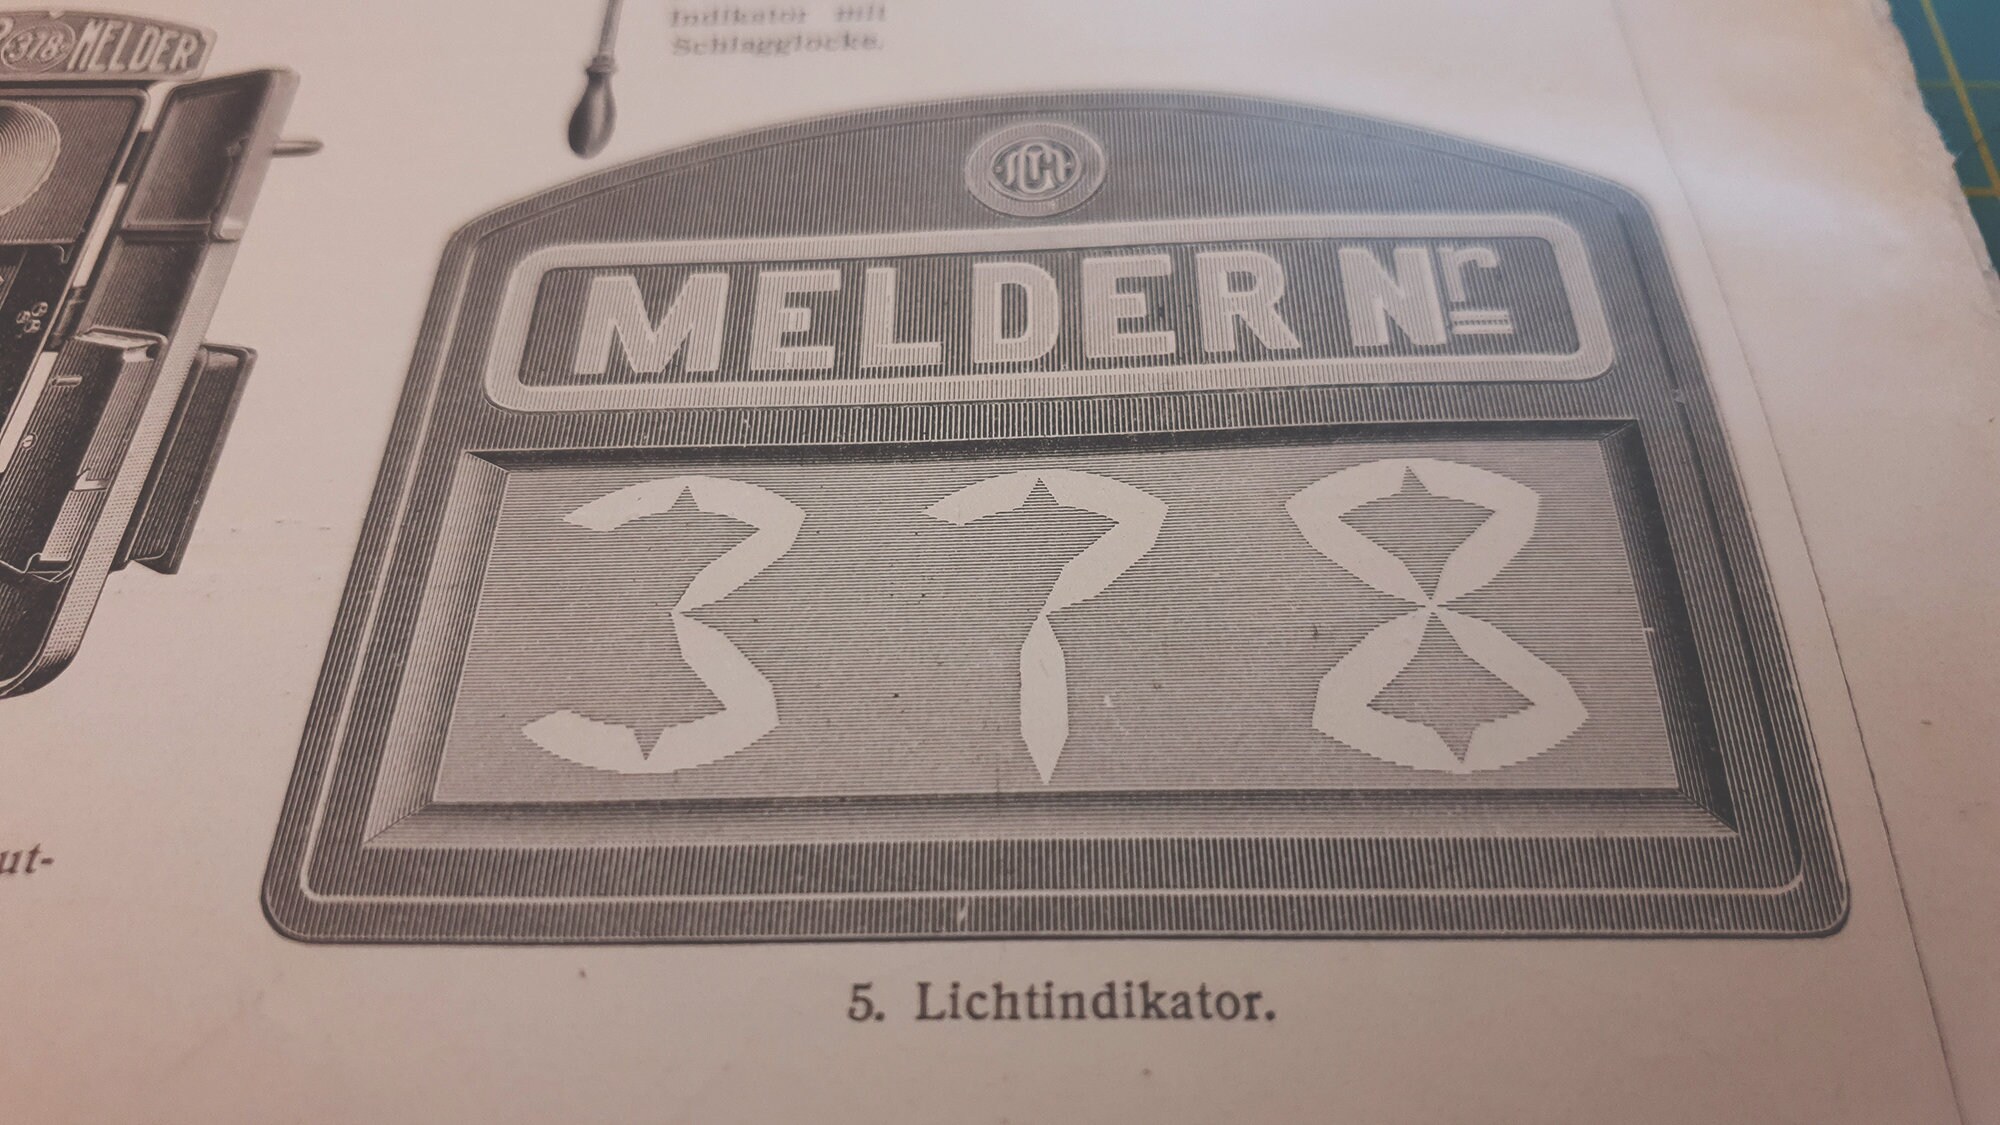 378 MELDER
Indikator mit
Schlagglocke.
MELDER Nr
378
ut-
5. Lichtindikator.